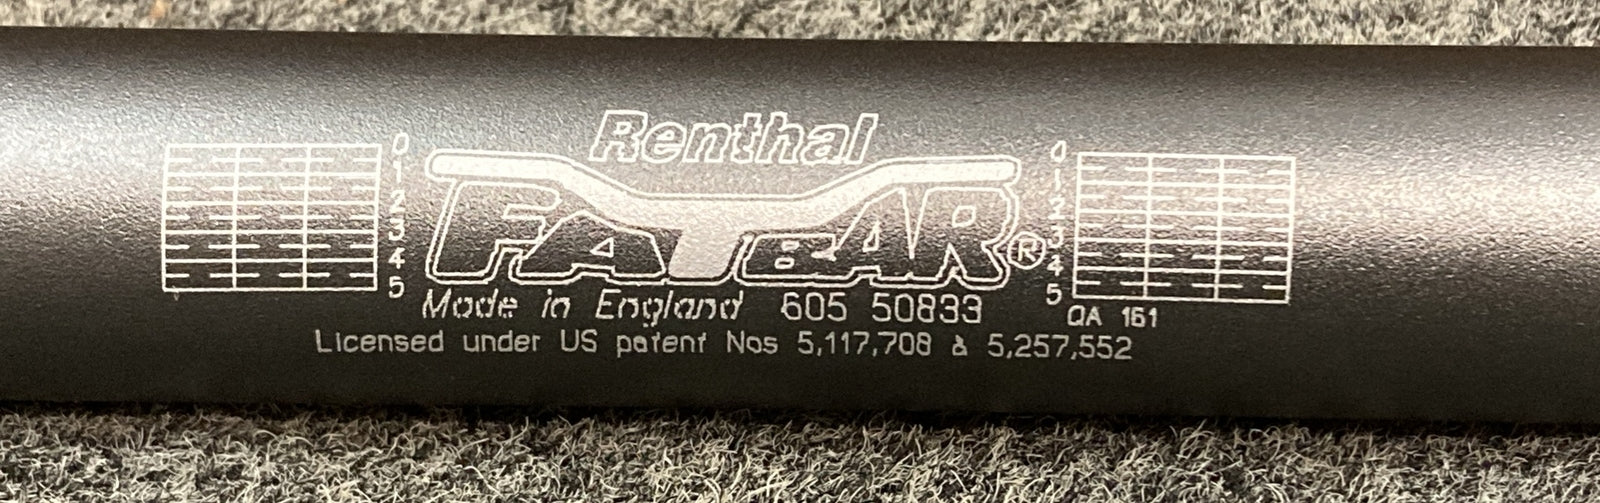 Renthal
FATBAR®
0
1
2
3
4
5
0
1
2
3
4
5
Made in England 605 50833
QA 161
Licensed under US patent Nos 5,117,708 & 5,257,552